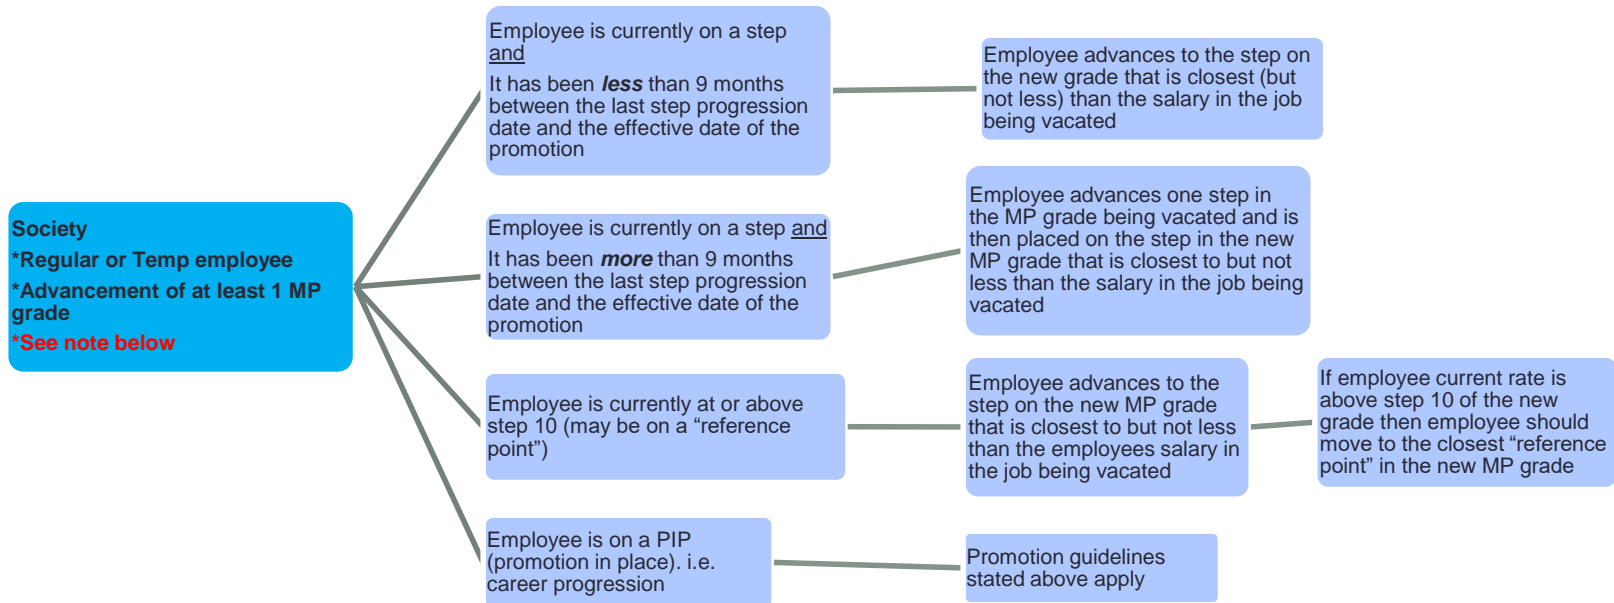 Society
*Regular or Temp employee
*Advancement of at least 1 MP
grade
*See note below
Employee is currently on a step
and
It has been less than 9 months
between the last step progression
date and the effective date of the
promotion
Employee advances to the step on
the new grade that is closest (but
not less) than the salary in the job
being vacated
Employee is currently on a step and
It has been more than 9 months
between the last step progression
date and the effective date of the
promotion
Employee advances one step in
the MP grade being vacated and is
then placed on the step in the new
MP grade that is closest to but not
less than the salary in the job being
vacated
Employee is currently at or above
step 10 (may be on a “reference
point”)
Employee advances to the
step on the new MP grade
that is closest to but not less
than the employees salary in
the job being vacated
If employee current rate is
above step 10 of the new
grade then employee should
move to the closest “reference
point” in the new MP grade
Employee is on a PIP
(promotion in place). i.e.
career progression
Promotion guidelines
stated above apply